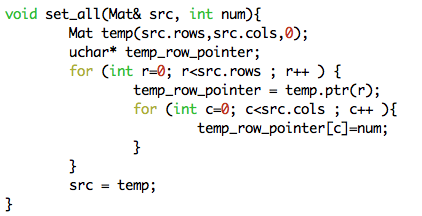 void set_all(Mat& src, int num){
        Mat temp(src.rows,src.cols,0);
        uchar* temp_row_pointer;
        for (int r=0; r<src.rows ; r++ ) {
                temp_row_pointer = temp.ptr(r);
                for (int c=0; c<src.cols ; c++ ){
                        temp_row_pointer[c]=num;
                }
        }
        src = temp;
}